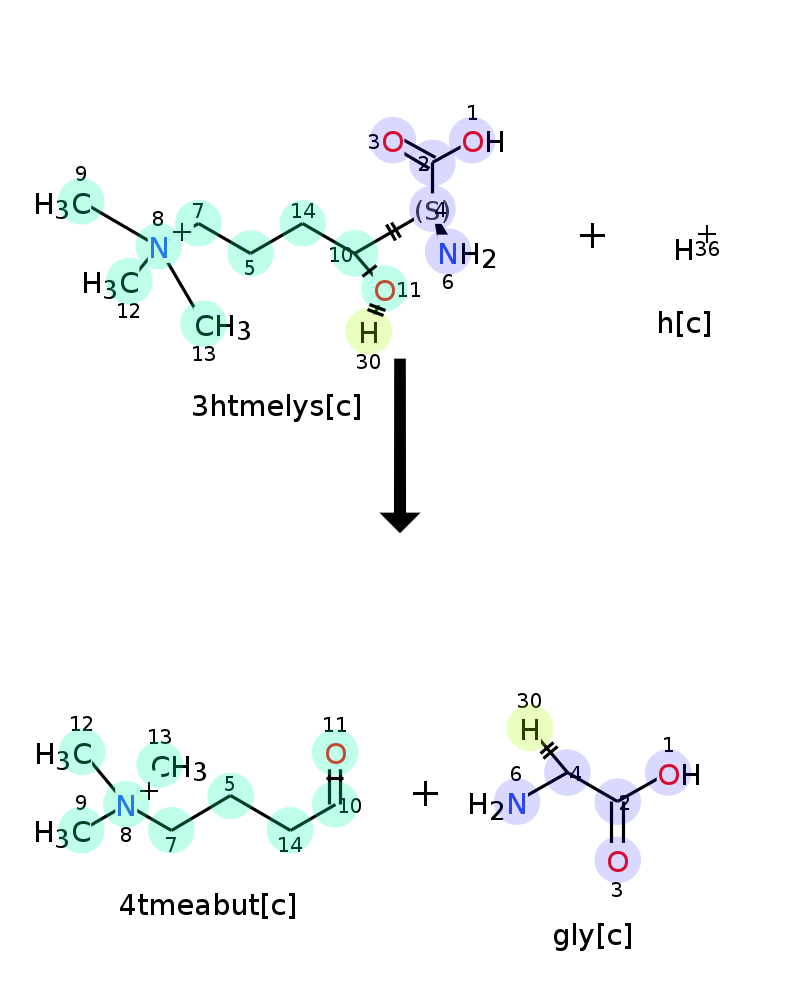 1
3 O OH
2
9
H3C (S) 4
8 7 14
N + NH2 + H + 36
10 6
5
H3C O 11
12
CH3 H h[c]
13 30
3htmelys[c]
30
12 13 11 H
H3C CH3 O 1
5 6 4 OH
9 + + H2N
N 10 2
H3C 8 7 14 O
3
4tmeabut[c]
gly[c]